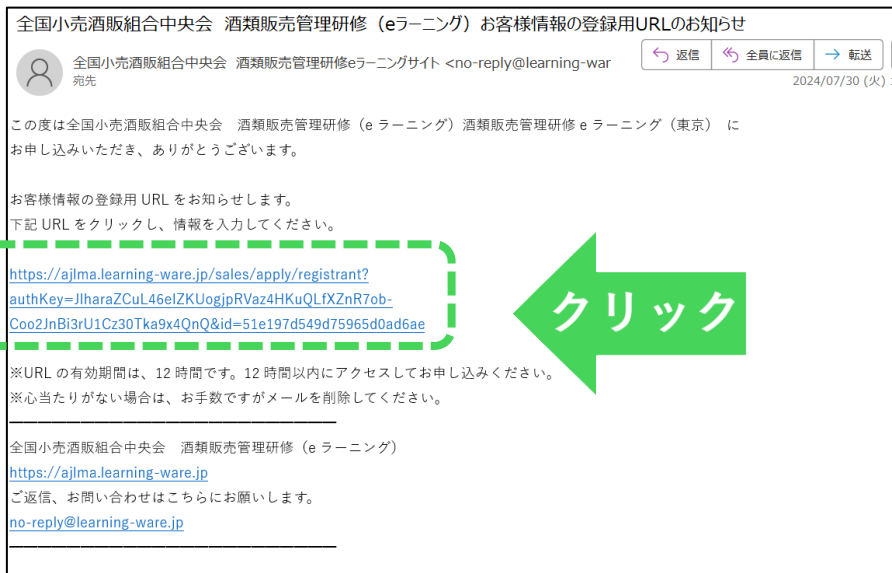 全国小売酒販組合中央会 酒類販売管理研修（eラーニング）お客様情報の登録用URLのお知らせ
全国小売酒販組合中央会 酒類販売管理研修eラーニングサイト <no-reply@learning-war
宛先
返信
全員に返信
転送
2024/07/30 (火)
この度は全国小売酒販組合中央会　酒類販売管理研修（e ラーニング）酒類販売管理研修 e ラーニング（東京） に
お申し込みいただき、ありがとうございます。
お客様情報の登録用 URL をお知らせします。
下記 URL をクリックし、情報を入力してください。
https://ajlma.learning-ware.jp/sales/apply/registrant?
authKey=JlharaZCuL46eIZKUogjpRVaz4HKuQLfXZnR7ob-
Coo2JnBi3rU1Cz30Tka9x4QnQ&id=51e197d549d75965d0ad6ae
クリック
※URL の有効期間は、12 時間です。12 時間以内にアクセスしてお申し込みください。
※心当たりがない場合は、お手数ですがメールを削除してください。
全国小売酒販組合中央会　酒類販売管理研修（e ラーニング）
https://ajlma.learning-ware.jp
ご返信、お問い合わせはこちらにお願いします。
no-reply@learning-ware.jp